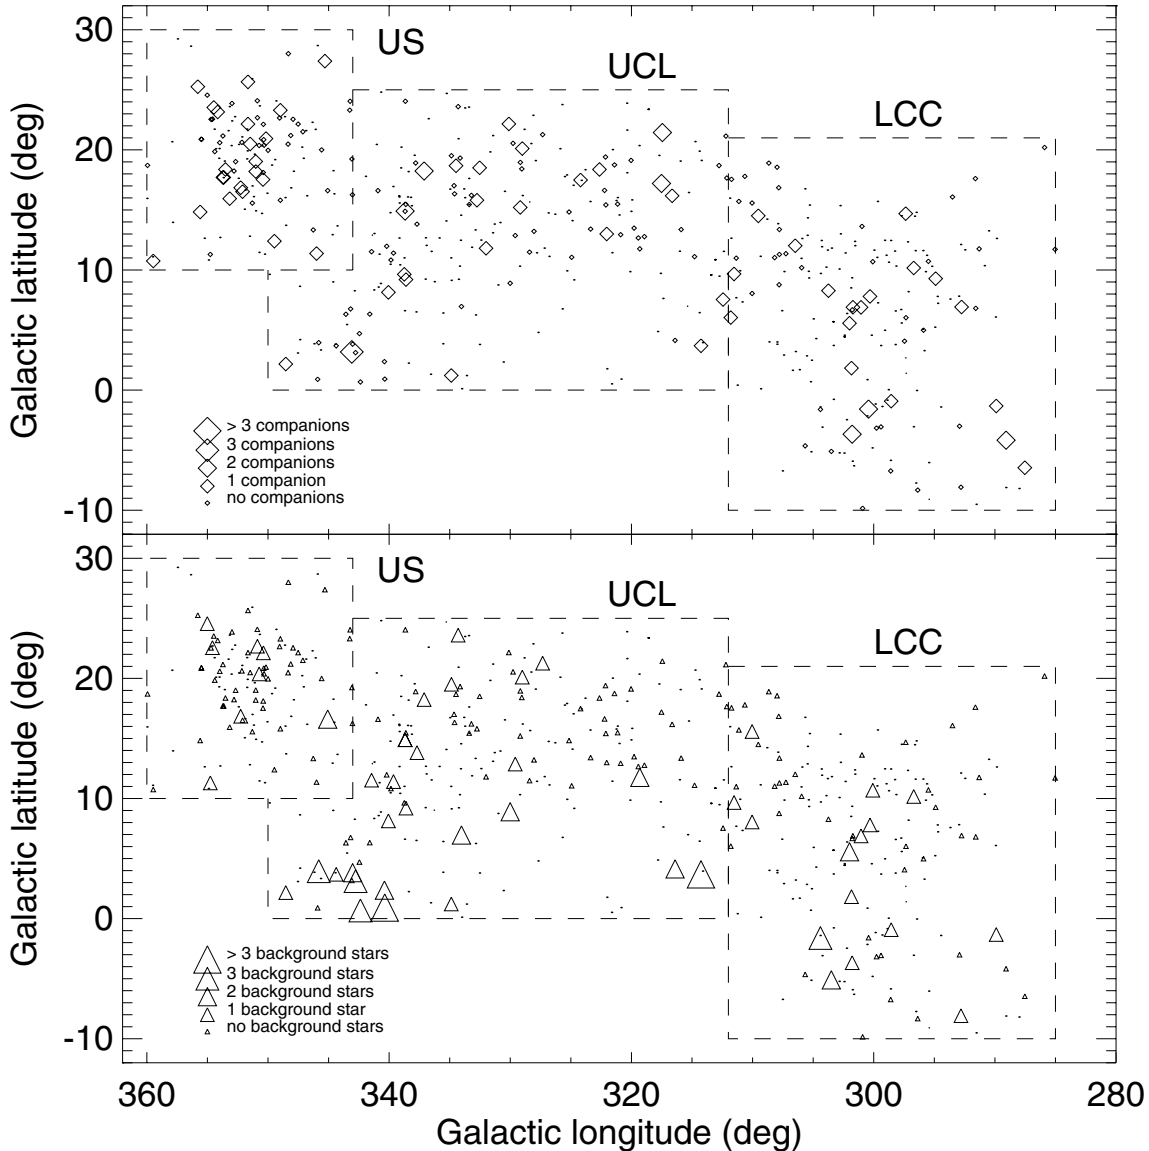 30
US
UCL
LCC
20
10
0
-10
Galactic latitude (deg)
> 3 companions
3 companions
2 companions
1 companion
no companions
30
US
UCL
LCC
20
10
0
-10
Galactic latitude (deg)
> 3 background stars
3 background stars
2 background stars
1 background star
no background stars
360
340
320
300
280
Galactic longitude (deg)